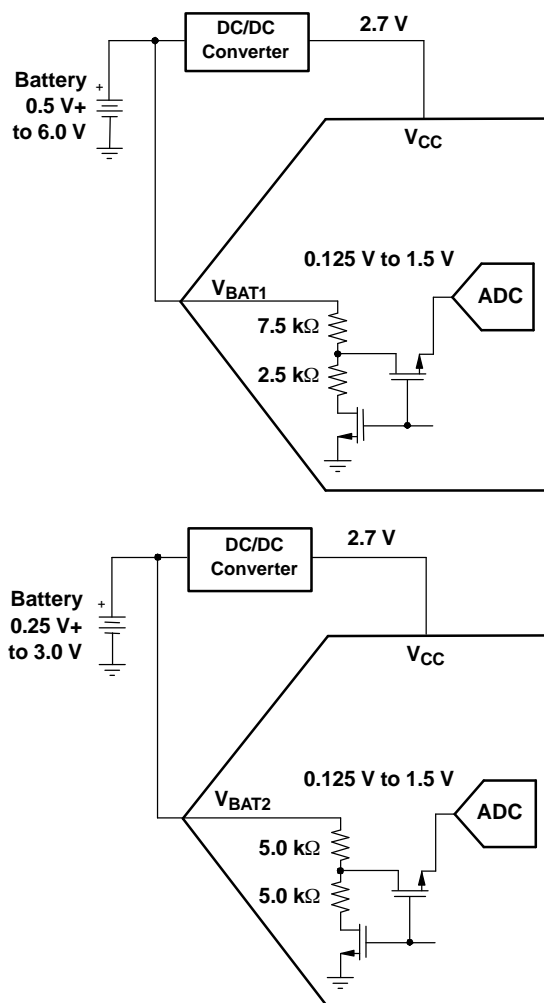 DC/DC
Converter
2.7 V
Battery
0.5 V+
to 6.0 V
+
VCC
0.125 V to 1.5 V
VBAT1
ADC
7.5 kΩ
2.5 kΩ
DC/DC
Converter
2.7 V
Battery
0.25 V+
to 3.0 V
+
VCC
0.125 V to 1.5 V
VBAT2
ADC
5.0 kΩ
5.0 kΩ